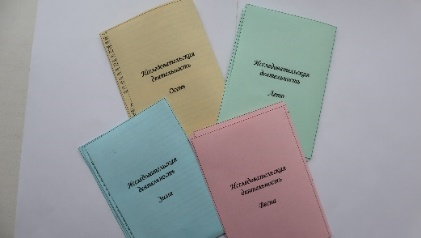 Исследовательская
деятельность
Осень
Исследовательская
деятельность
Лето
Исследовательская
деятельность
Зима
Исследовательская
деятельность
Весна